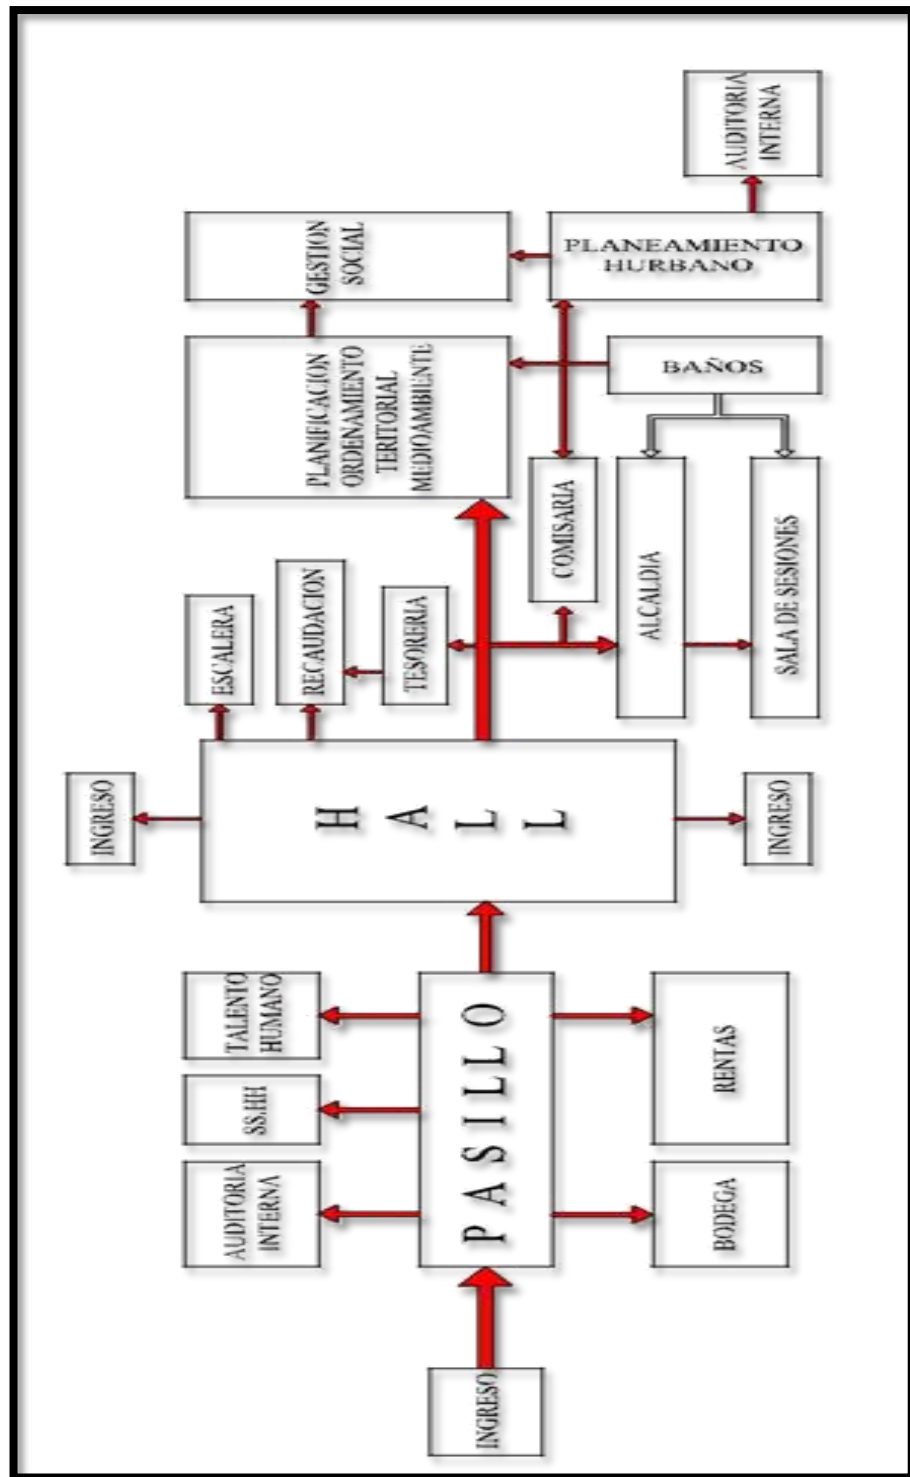 AUDITORIA
INTERNA
GESTION
SOCIAL
PLANEAMIENTO
HURBANO
PLANIFICACION
ORDENAMIENTO
TERITORIAL
MEDIOAMBIENTE
BAÑOS
COMISARIA
ALCALDIA
SALA DE SESIONES
ESCALERA
RECAUDACION
TESORERIA
INGRESO
HALL
INGRESO
TALENTO
HUMANO
SS.HH
AUDITORIA
INTERNA
PASILLO
RENTAS
BODEGA
INGRESO